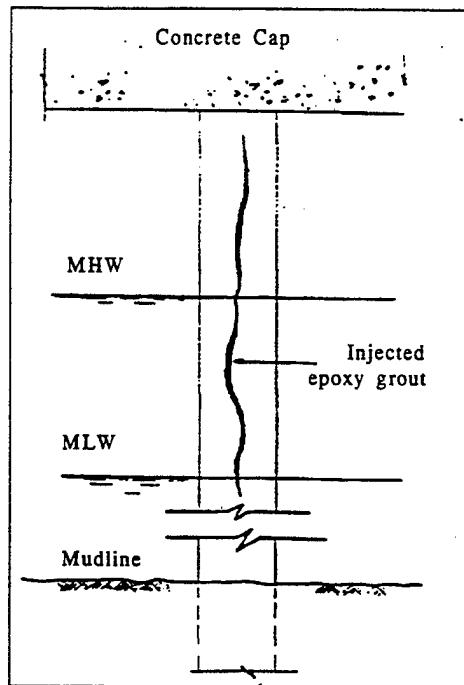 Concrete Cap
MHW
Injected
epoxy grout
MLW
Mudline